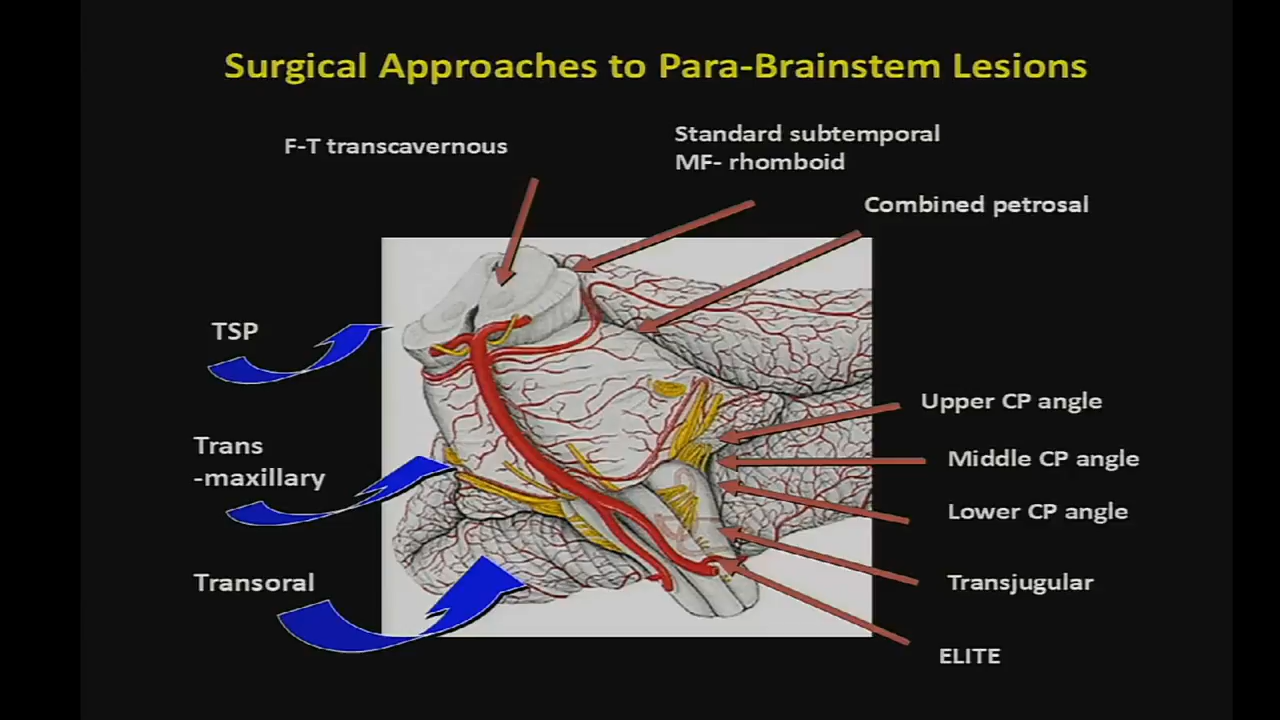 Surgical Approaches to Para-Brainstem Lesions
F-T transcavernous
Standard subtemporal
MF- rhomboid
Combined petrosal
TSP
Upper CP angle
Trans
-maxillary
Middle CP angle
Lower CP angle
Transoral
Transjugular
ELITE